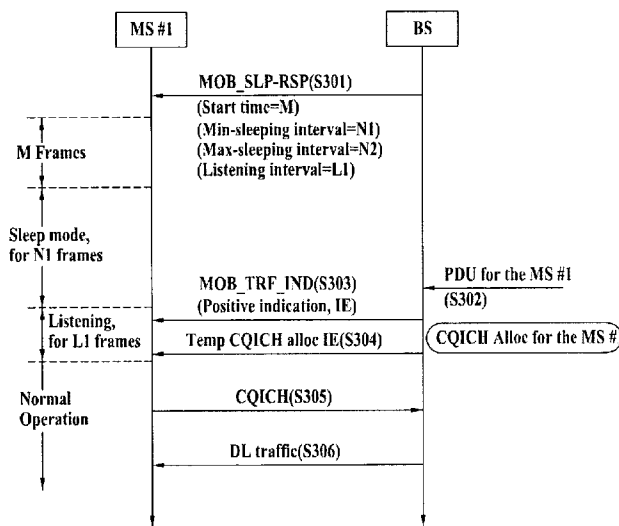 MS #1
BS
MOB_SLP-RSP(S301)
(Start time=M)
(Min-sleeping interval=N1)
(Max-sleeping interval=N2)
(Listening interval=L1)
M Frames
Sleep mode,
for N1 frames
MOB_TRF_IND(S303)
(Positive indication, IE)
PDU for the MS #1
(S302)
Listening,
for L1 frames
Temp CQICH alloc IE(S304)
CQICH Alloc for the MS #
Normal
Operation
CQICH(S305)
DL traffic(S306)